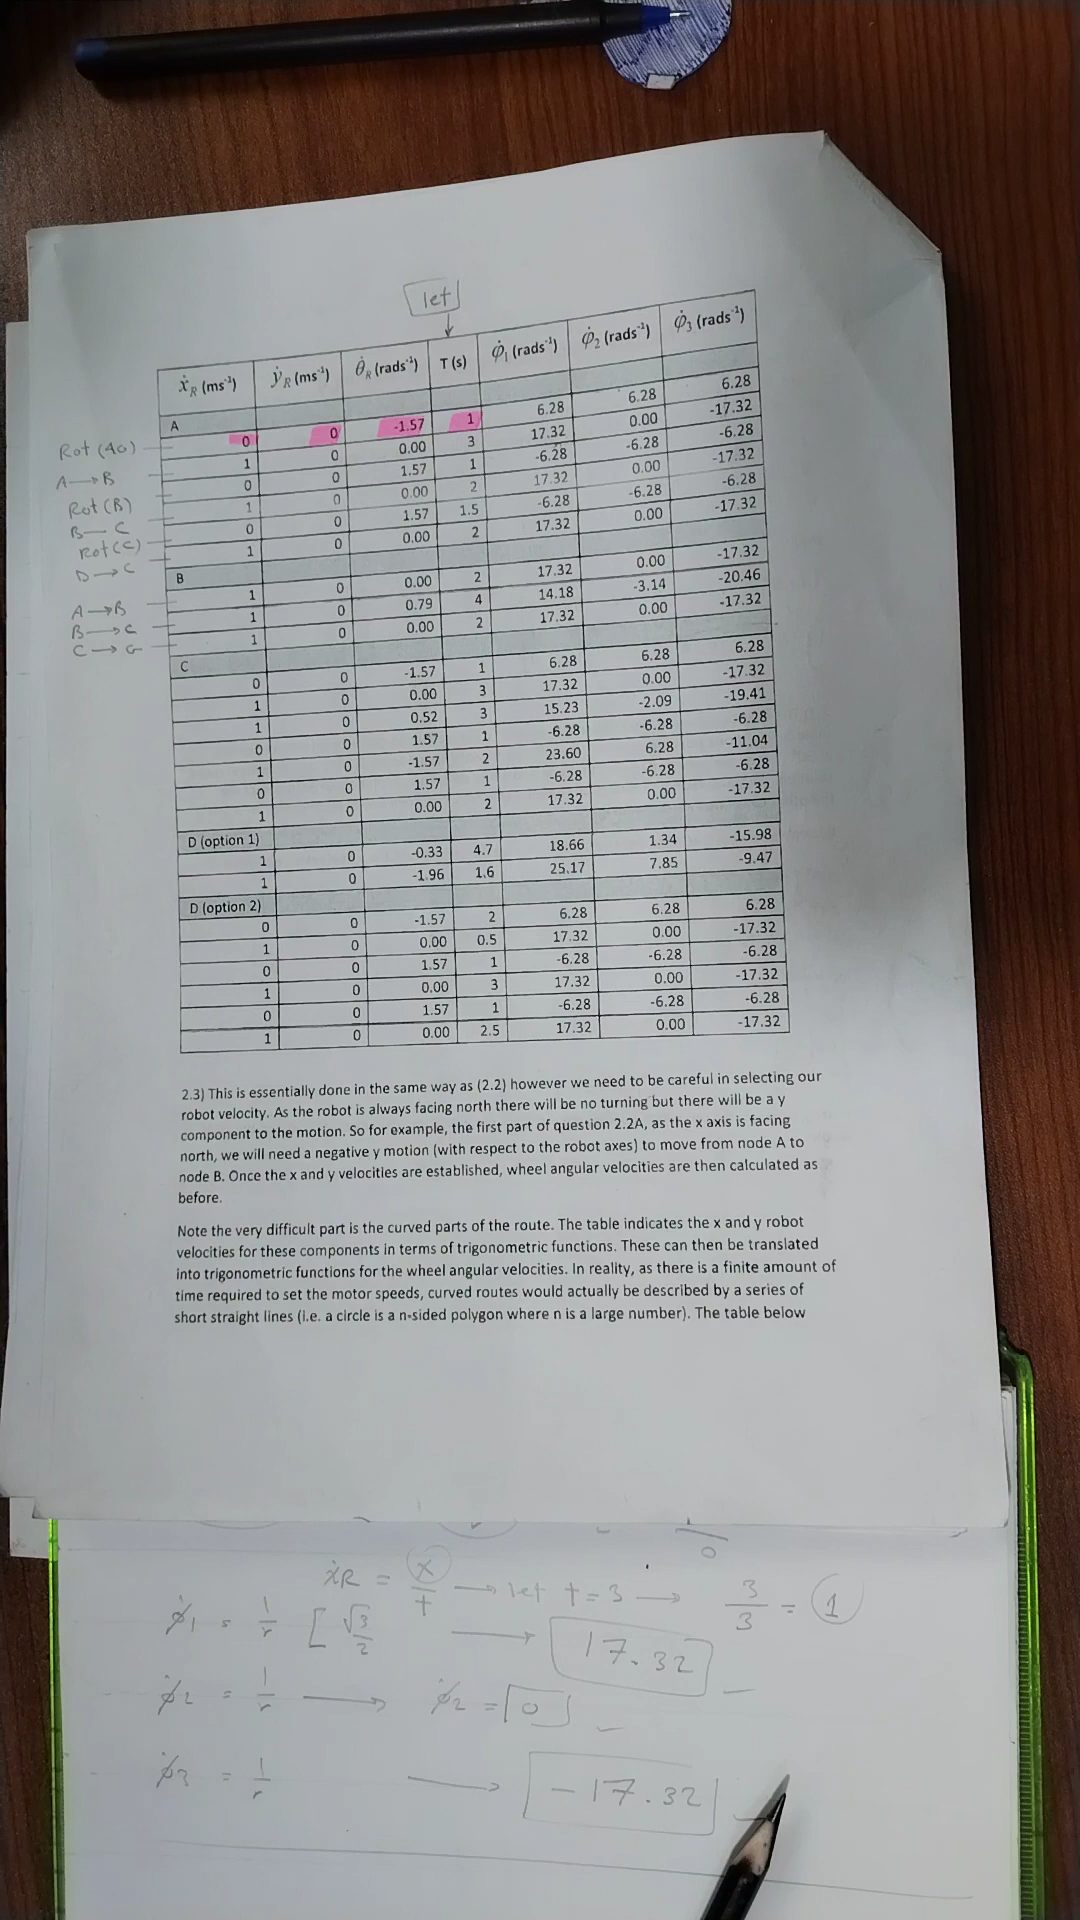 let
ẋR (ms⁻¹) ẏR (ms⁻¹) θ̇R (rads⁻¹) T (s) φ̇1 (rads⁻¹) φ̇2 (rads⁻¹) φ̇3 (rads⁻¹)
A
Rot (A) 0 0 -1.57 1 6.28 6.28 6.28
A→B 1 0 0.00 3 17.32 0.00 -17.32
Rot (B) 0 0 1.57 1 -6.28 -6.28 -6.28
B—C 1 0 0.00 2 17.32 0.00 -17.32
Rot (C) 0 0 1.57 1.5 -6.28 -6.28 -6.28
D→C 1 0 0.00 2 17.32 0.00 -17.32
B
A→B 1 0 0.00 2 17.32 0.00 -17.32
B→C 1 0 0.79 4 14.18 -3.14 -20.46
C→G 1 0 0.00 2 17.32 0.00 -17.32
C
0 0 -1.57 1 6.28 6.28 6.28
1 0 0.00 3 17.32 0.00 -17.32
1 0 0.52 3 15.23 -2.09 -19.41
0 0 1.57 1 -6.28 -6.28 -6.28
1 0 -1.57 2 23.60 6.28 -11.04
0 0 1.57 1 -6.28 -6.28 -6.28
1 0 0.00 2 17.32 0.00 -17.32
D (option 1)
1 0 -0.33 4.7 18.66 1.34 -15.98
1 0 -1.96 1.6 25.17 7.85 -9.47
D (option 2)
0 0 -1.57 2 6.28 6.28 6.28
1 0 0.00 0.5 17.32 0.00 -17.32
0 0 1.57 1 -6.28 -6.28 -6.28
1 0 0.00 3 17.32 0.00 -17.32
0 0 1.57 1 -6.28 -6.28 -6.28
1 0 0.00 2.5 17.32 0.00 -17.32
2.3) This is essentially done in the same way as (2.2) however we need to be careful in selecting our
robot velocity. As the robot is always facing north there will be no turning but there will be a y
component to the motion. So for example, the first part of question 2.2A, as the x axis is facing
north, we will need a negative y motion (with respect to the robot axes) to move from node A to
node B. Once the x and y velocities are established, wheel angular velocities are then calculated as
before.
Note the very difficult part is the curved parts of the route. The table indicates the x and y robot
velocities for these components in terms of trigonometric functions. These can then be translated
into trigonometric functions for the wheel angular velocities. In reality, as there is a finite amount of
time required to set the motor speeds, curved routes would actually be described by a series of
short straight lines (i.e. a circle is a n-sided polygon where n is a large number). The table below
ẋR = x/t → let t=3 → 3/3 = 1
φ̇1 = 1/r [ √3/2 → 17.32
φ̇2 = 1/r → φ̇2 = 0
φ̇3 = 1/r → -17.32